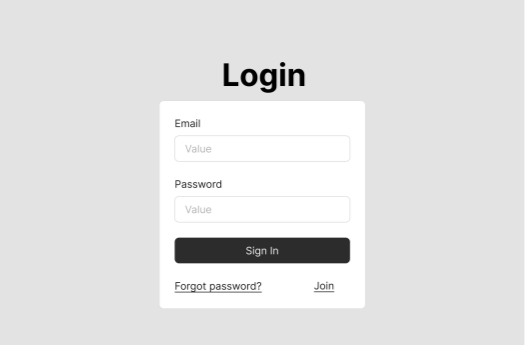 Login
Email
Value
Password
Value
Sign In
Forgot password? Join